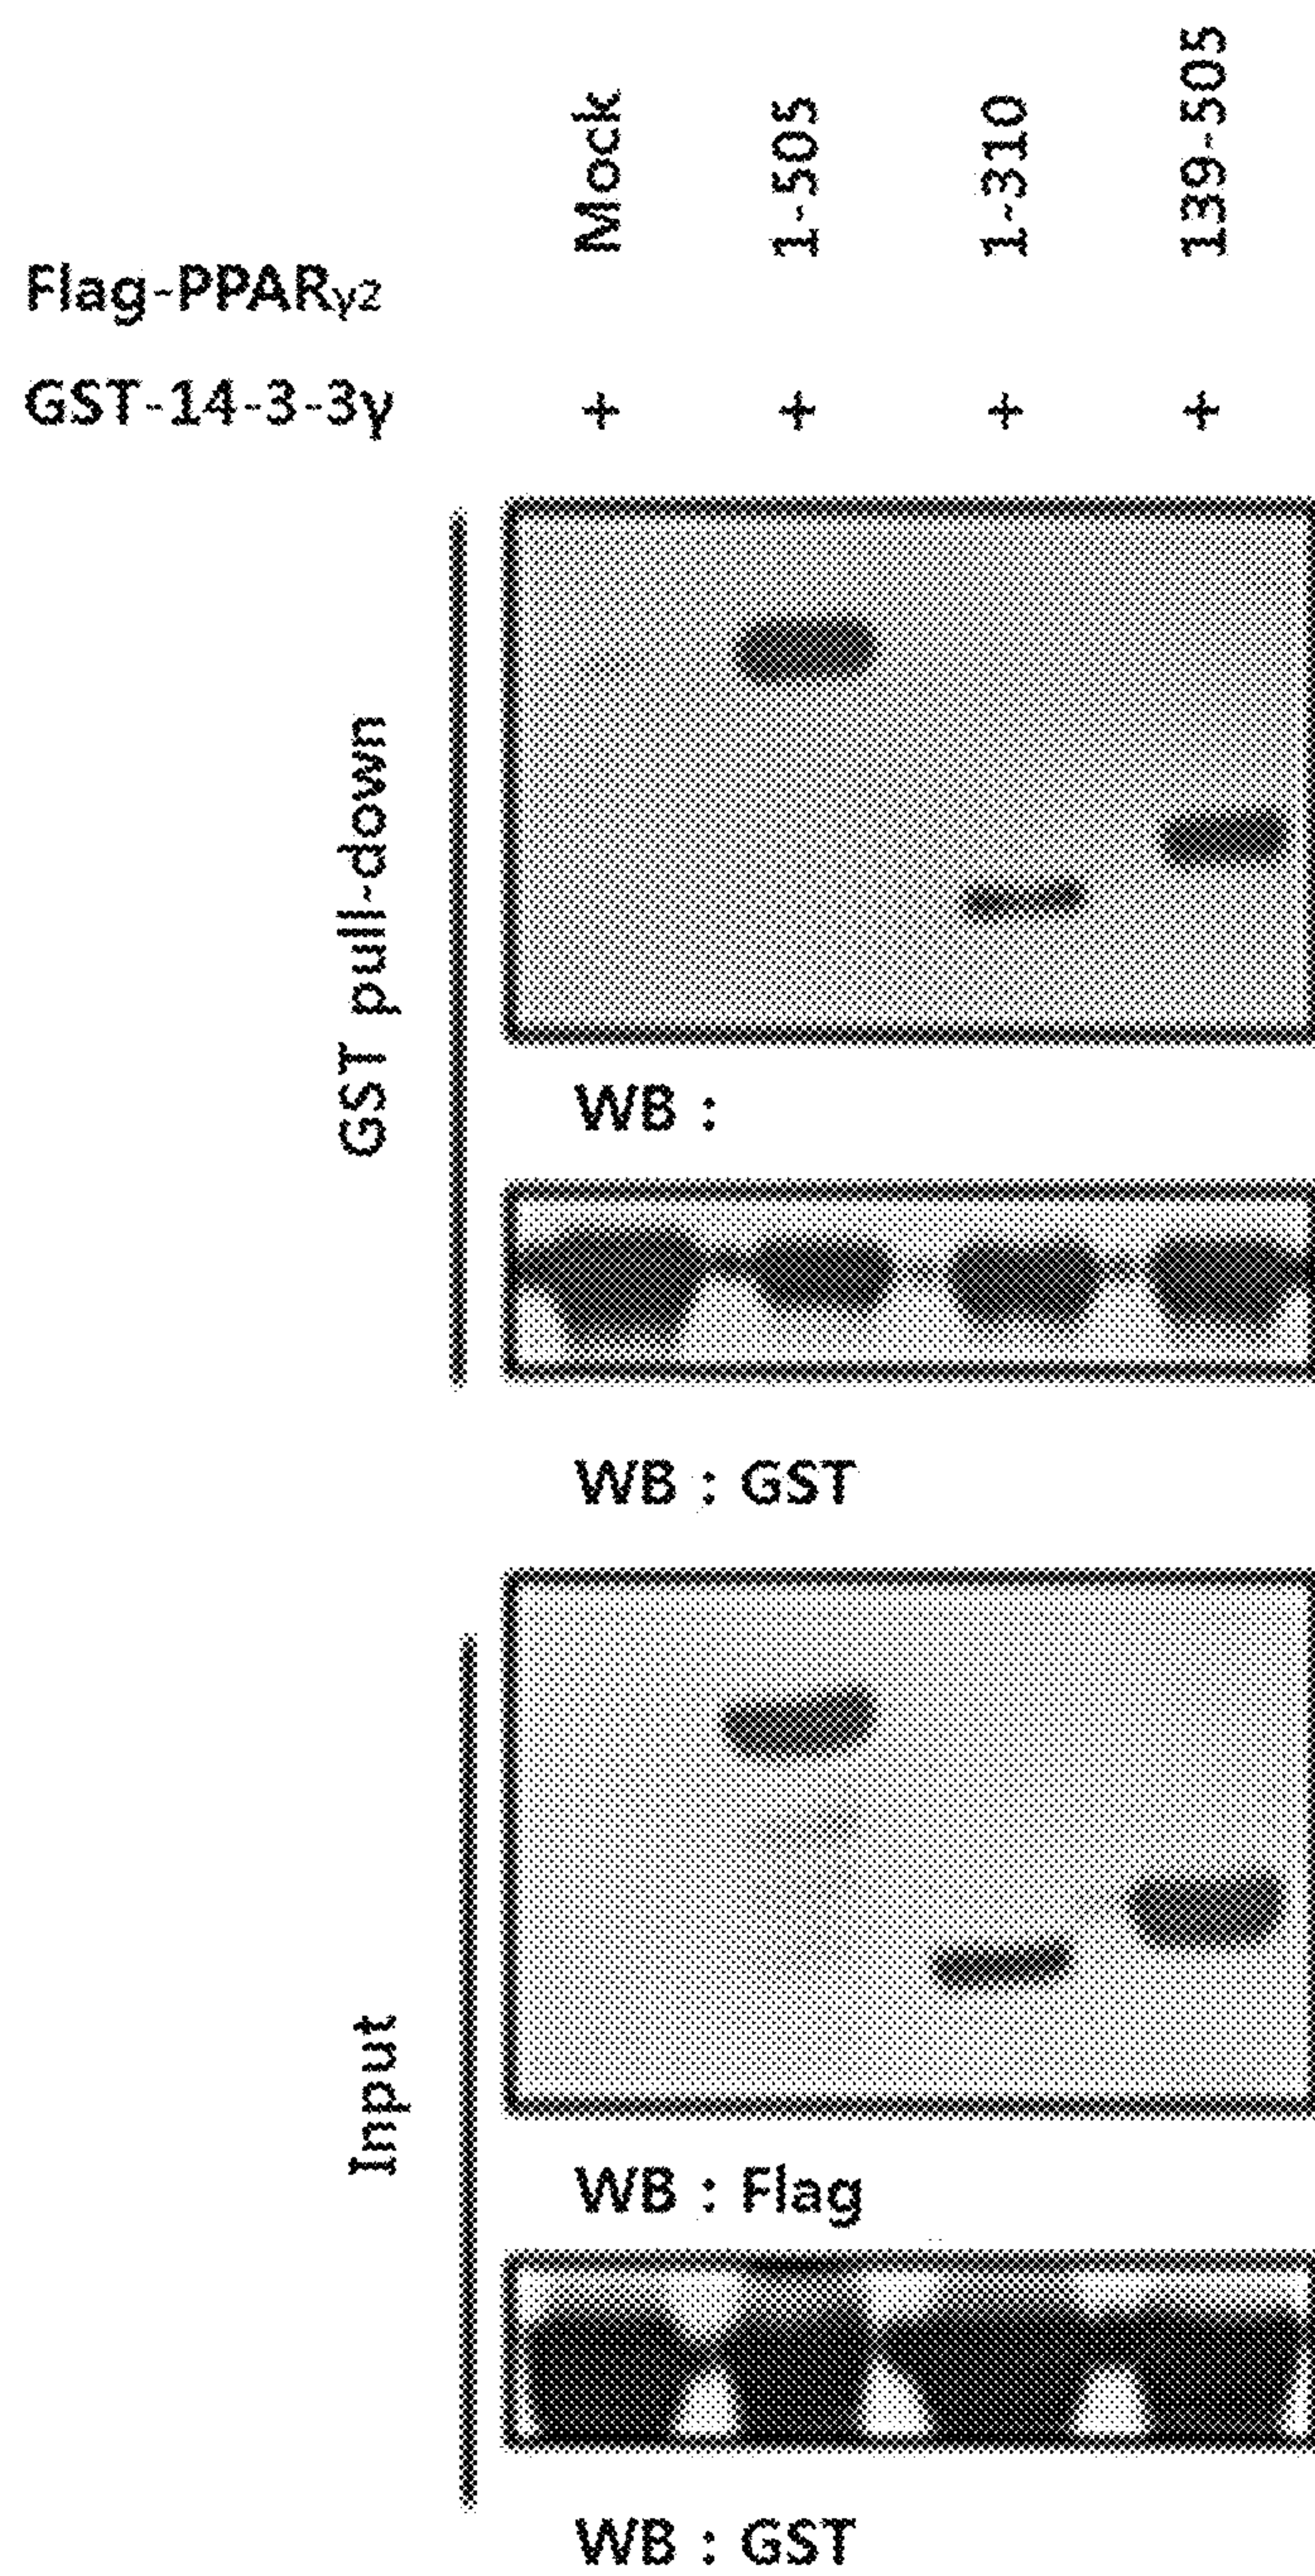 Mock 1-505 1-310 139-505
Flag-PPARγ2
GST-14-3-3γ + + + +
GST pull-down
WB :
WB : GST
Input
WB : Flag
WB : GST